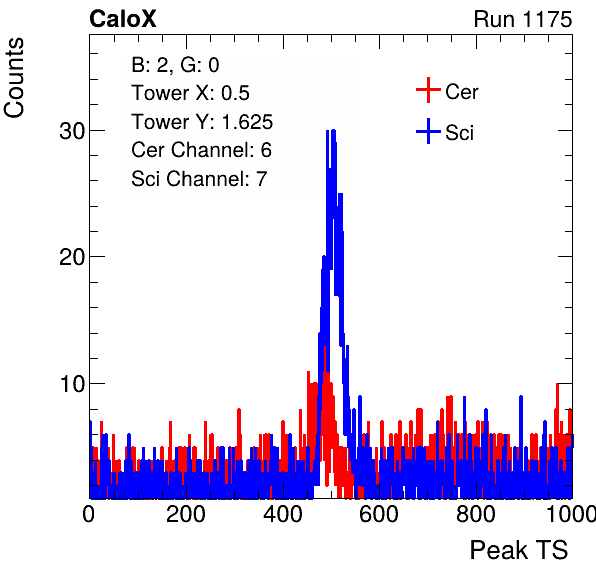 CaloX Run 1175
Counts
B: 2, G: 0
Tower X: 0.5
Tower Y: 1.625
Cer Channel: 6
Sci Channel: 7
Cer
Sci
30
20
10
0 200 400 600 800 1000
Peak TS